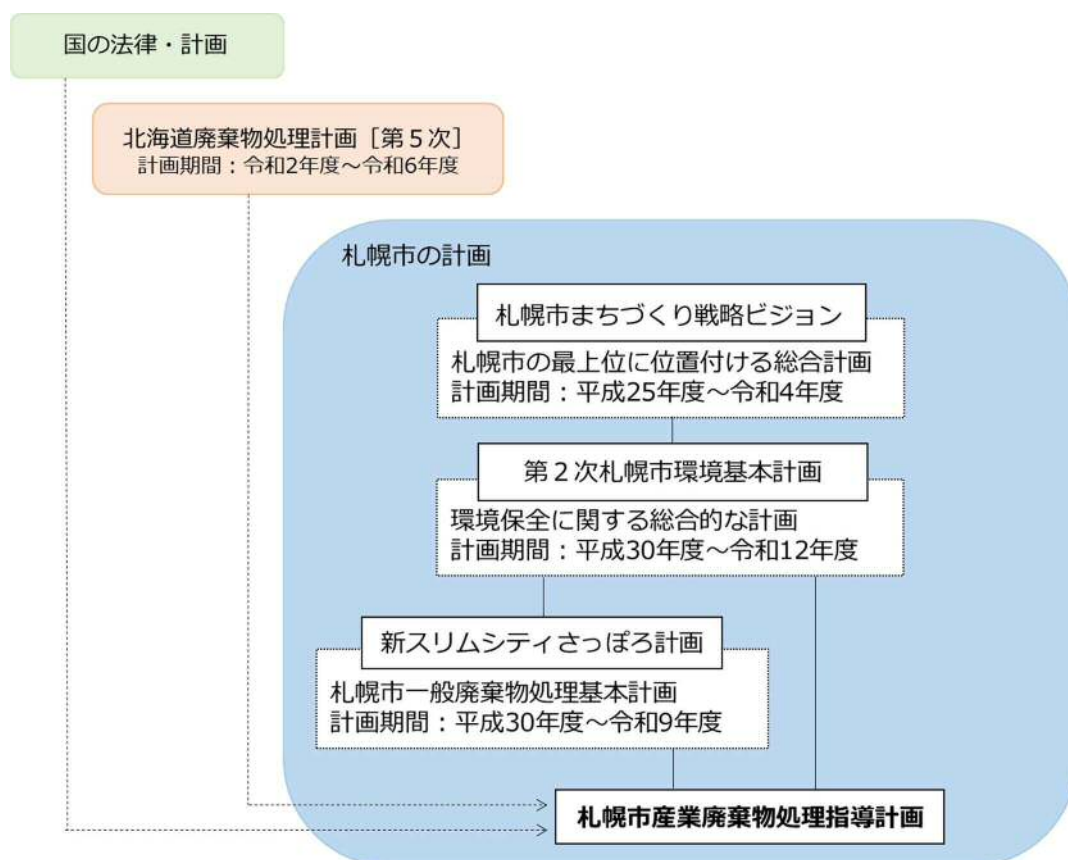 国の法律・計画
北海道廃棄物処理計画［第５次］
計画期間：令和2年度～令和6年度
札幌市の計画
札幌市まちづくり戦略ビジョン
札幌市の最上位に位置付ける総合計画
計画期間：平成25年度～令和4年度
第２次札幌市環境基本計画
環境保全に関する総合的な計画
計画期間：平成30年度～令和12年度
新スリムシティさっぽろ計画
札幌市一般廃棄物処理基本計画
計画期間：平成30年度～令和9年度
札幌市産業廃棄物処理指導計画